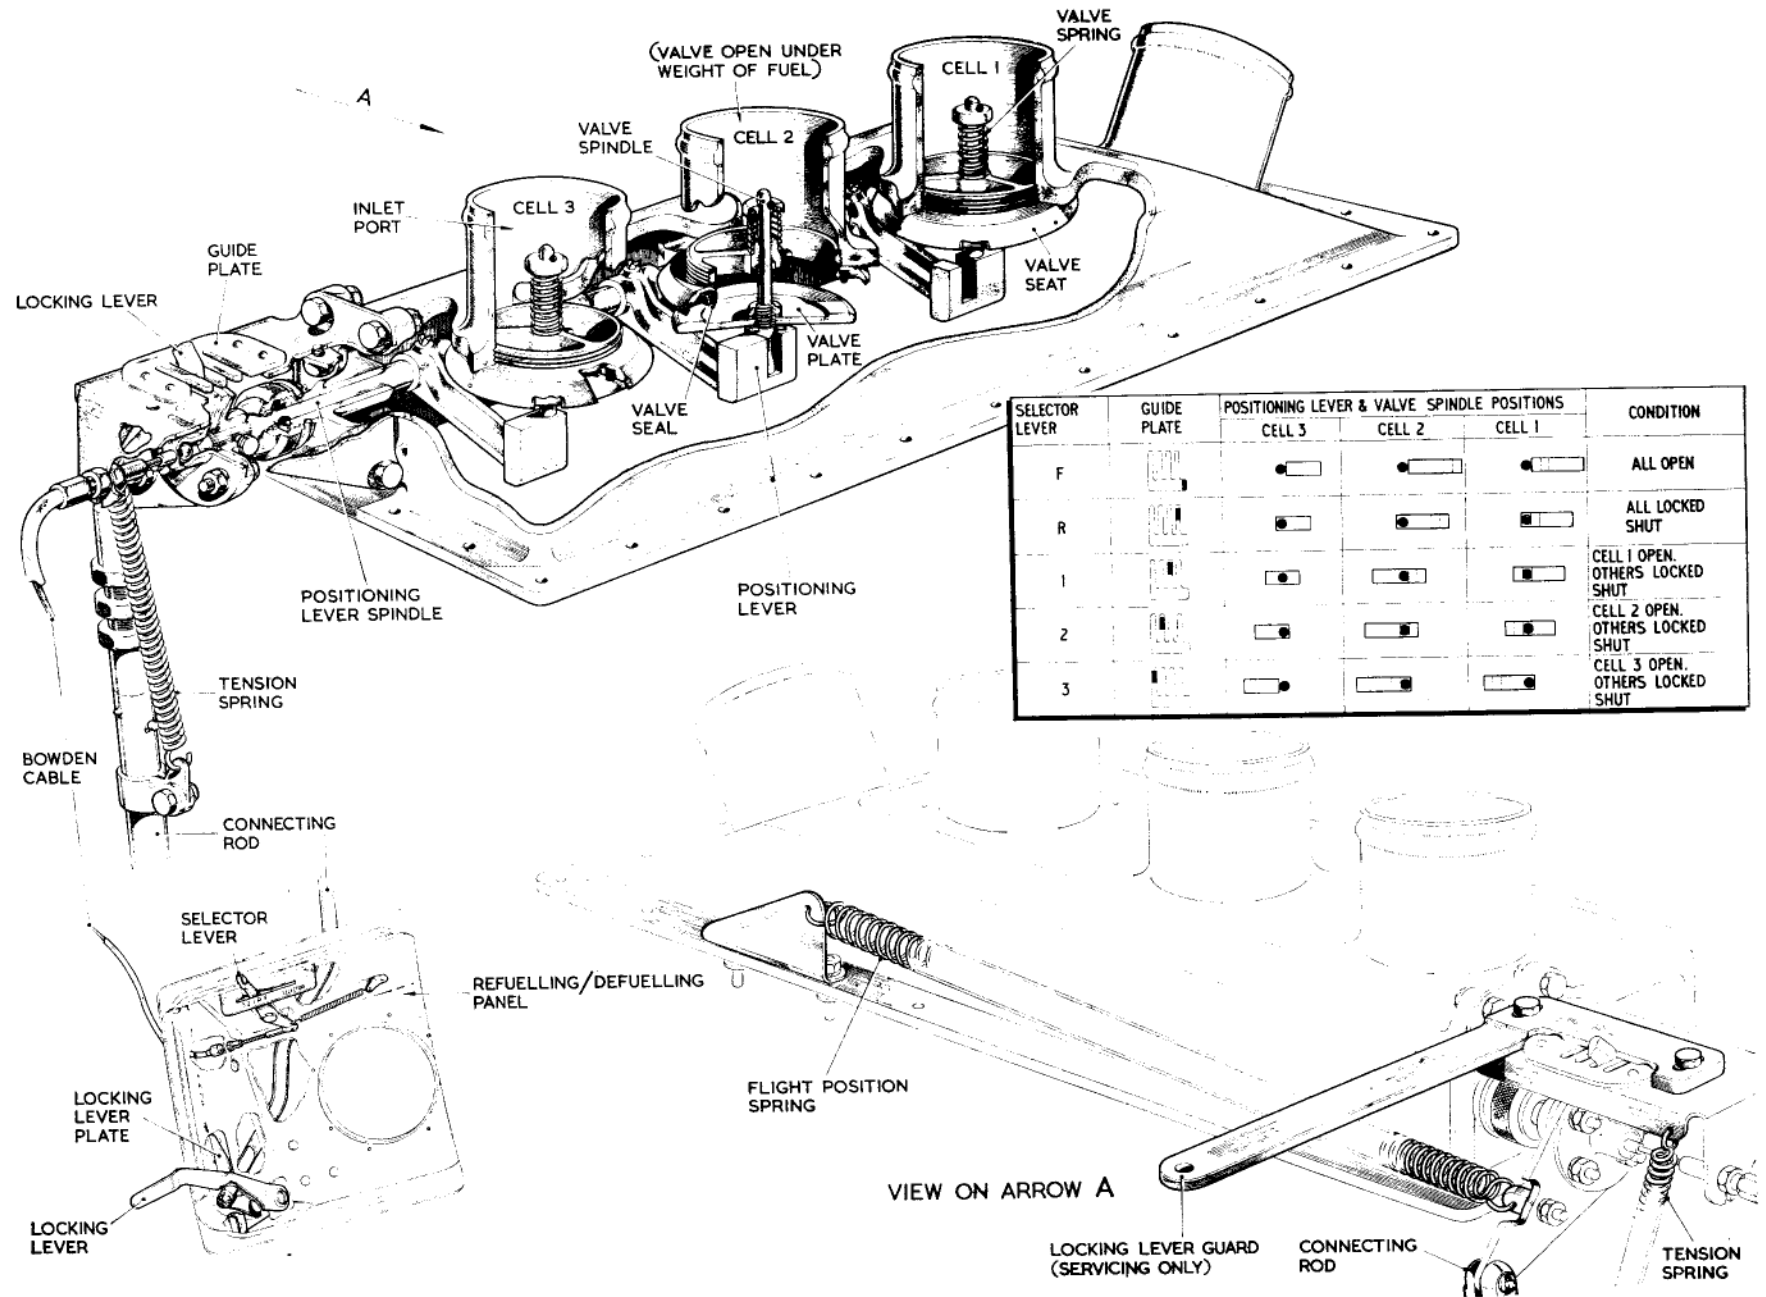 VALVE
SPRING
(VALVE OPEN UNDER
WEIGHT OF FUEL)
CELL 1
A
VALVE
SPINDLE
CELL 2
INLET
PORT
CELL 3
GUIDE
PLATE
LOCKING LEVER
VALVE
SEAT
VALVE
PLATE
VALVE
SEAL
POSITIONING
LEVER SPINDLE
POSITIONING
LEVER
TENSION
SPRING
BOWDEN
CABLE
CONNECTING
ROD
SELECTOR
LEVER
GUIDE
PLATE
POSITIONING LEVER & VALVE SPINDLE POSITIONS
CELL 3
CELL 2
CELL 1
CONDITION
F
ALL OPEN
R
ALL LOCKED
SHUT
1
CELL 1 OPEN.
OTHERS LOCKED
SHUT
2
CELL 2 OPEN.
OTHERS LOCKED
SHUT
3
CELL 3 OPEN.
OTHERS LOCKED
SHUT
SELECTOR
LEVER
REFUELLING/DEFUELLING
PANEL
LOCKING
LEVER
PLATE
LOCKING
LEVER
FLIGHT POSITION
SPRING
VIEW ON ARROW A
LOCKING LEVER GUARD
(SERVICING ONLY)
CONNECTING
ROD
TENSION
SPRING